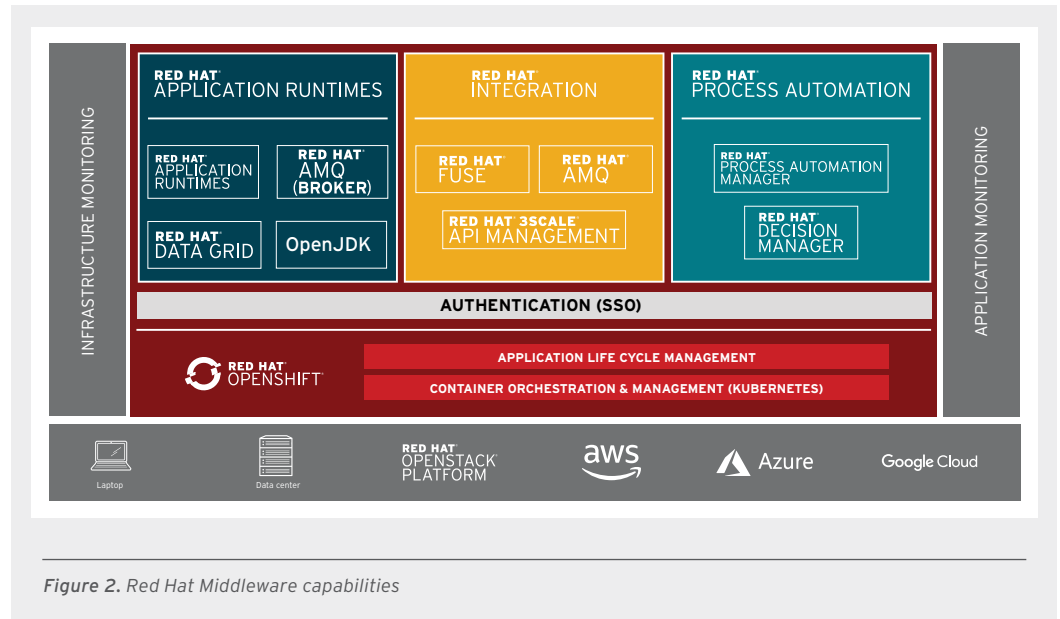 INFRASTRUCTURE MONITORING
RED HAT®
APPLICATION RUNTIMES
RED HAT®
APPLICATION
RUNTIMES
RED HAT®
AMQ
(BROKER)
RED HAT®
DATA GRID
OpenJDK
RED HAT®
INTEGRATION
RED HAT®
FUSE
RED HAT®
AMQ
RED HAT® 3SCALE®
API MANAGEMENT
RED HAT®
PROCESS AUTOMATION
RED HAT®
PROCESS AUTOMATION
MANAGER
RED HAT®
DECISION
MANAGER
APPLICATION MONITORING
AUTHENTICATION (SSO)
RED HAT®
OPENSHIFT®
APPLICATION LIFE CYCLE MANAGEMENT
CONTAINER ORCHESTRATION & MANAGEMENT (KUBERNETES)
Laptop
Data center
RED HAT®
OPENSTACK®
PLATFORM
aws
Azure
Google Cloud
Figure 2. Red Hat Middleware capabilities